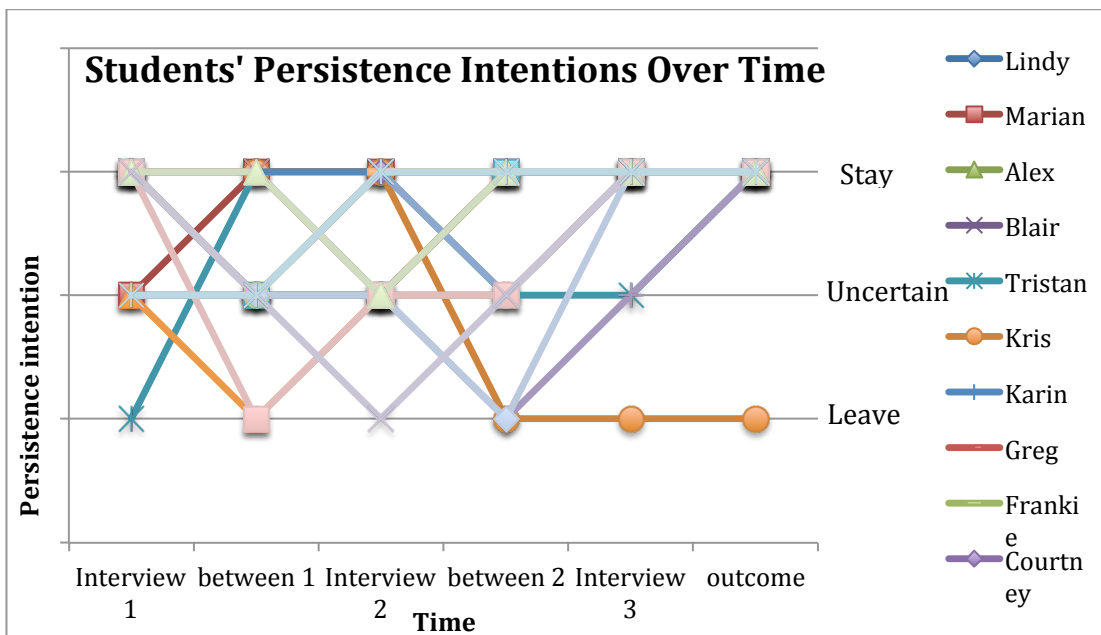 Students' Persistence Intentions Over Time
Persistence intention
Stay
Uncertain
Leave
Interview
1
between 1
Interview
2
between 2
Interview
3
outcome
Time
Lindy
Marian
Alex
Blair
Tristan
Kris
Karin
Greg
Franki
e
Courtn
ey